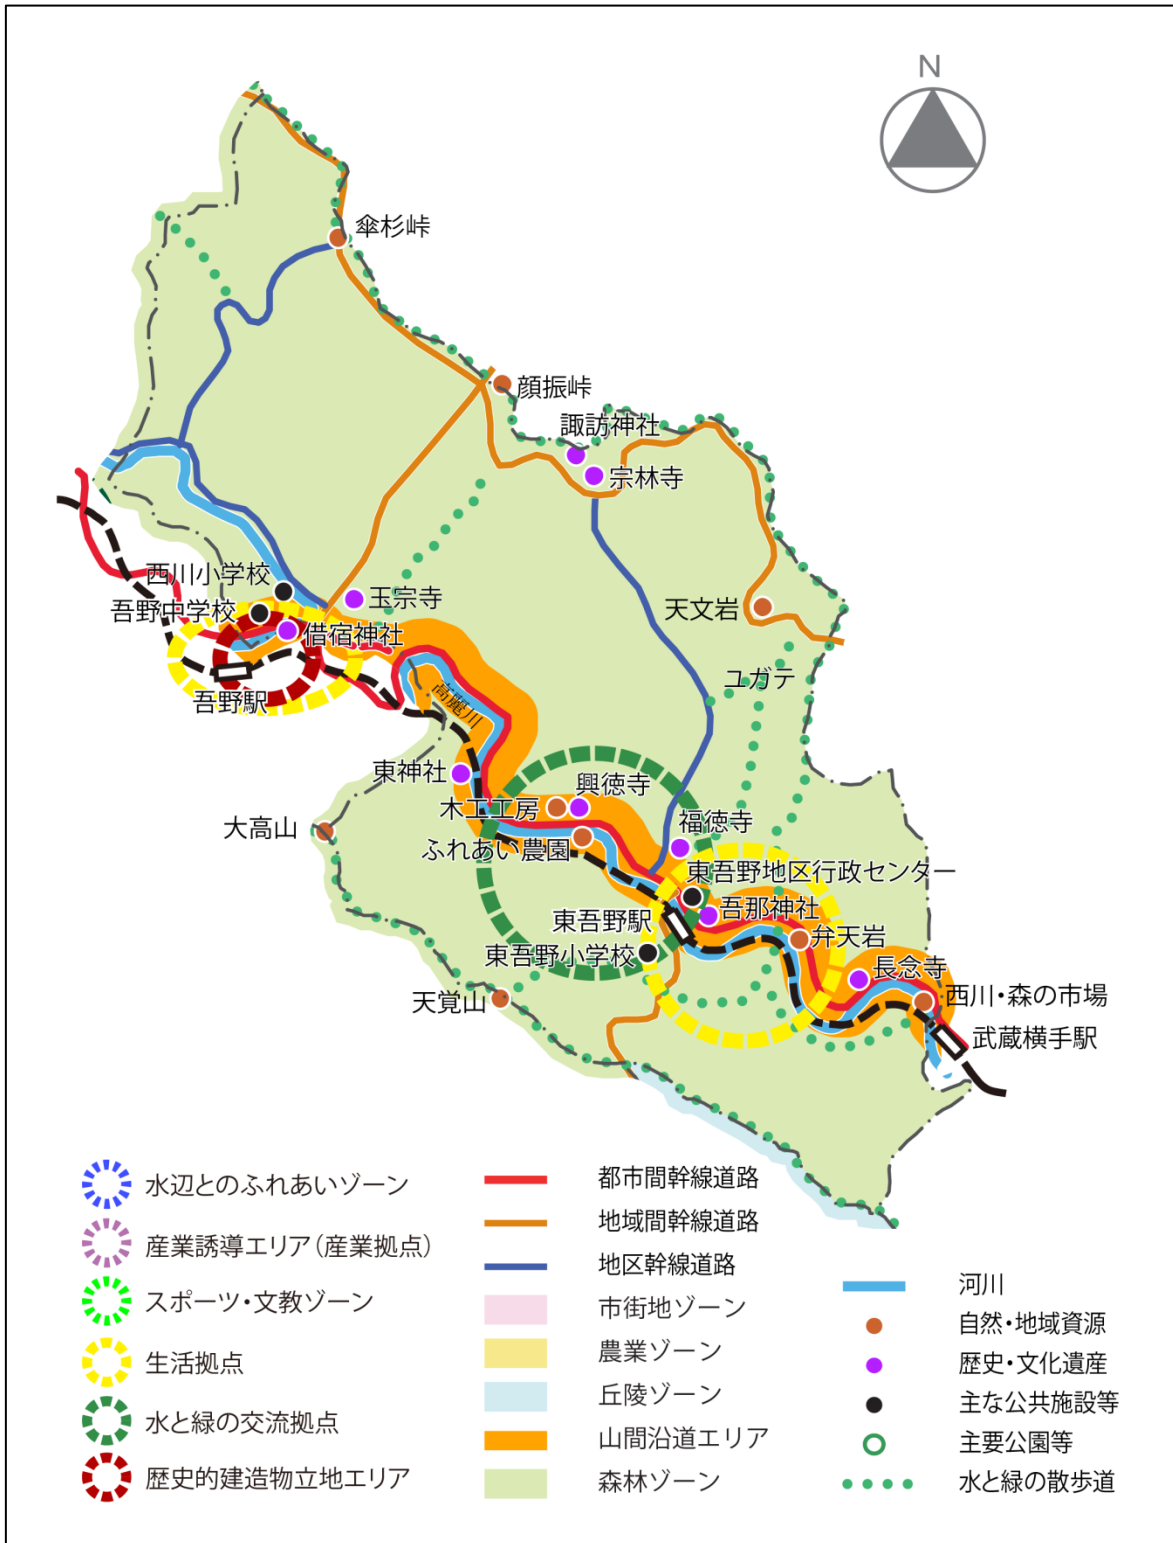 N
傘杉峠
顔振峠
諏訪神社
宗林寺
西川小学校
吾野中学校
玉宗寺
借宿神社
天文岩
ユガテ
吾野駅
高麗川
東神社
木工工房
興徳寺
大高山
ふれあい農園
福徳寺
東吾野地区行政センター
吾那神社
東吾野駅
弁天岩
東吾野小学校
長念寺
天覚山
西川・森の市場
武蔵横手駅
水辺とのふれあいゾーン
産業誘導エリア（産業拠点）
スポーツ・文教ゾーン
生活拠点
水と緑の交流拠点
歴史的建造物立地エリア
都市間幹線道路
地域間幹線道路
地区幹線道路
市街地ゾーン
農業ゾーン
丘陵ゾーン
山間沿道エリア
森林ゾーン
河川
自然・地域資源
歴史・文化遺産
主な公共施設等
主要公園等
水と緑の散歩道